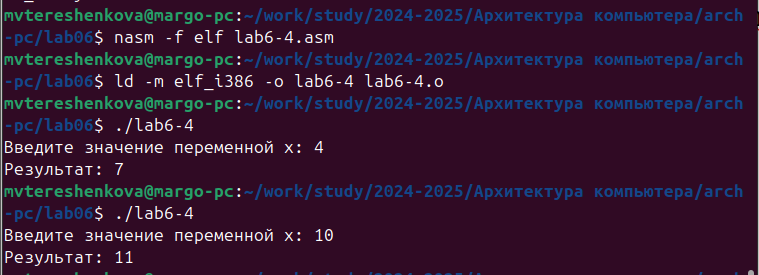 mvtereshenkova@margo-pc:~/work/study/2024-2025/Архитектура компьютера/arch
-pc/lab06$ nasm -f elf lab6-4.asm
mvtereshenkova@margo-pc:~/work/study/2024-2025/Архитектура компьютера/arch
-pc/lab06$ ld -m elf_i386 -o lab6-4 lab6-4.o
mvtereshenkova@margo-pc:~/work/study/2024-2025/Архитектура компьютера/arch
-pc/lab06$ ./lab6-4
Введите значение переменной x: 4
Результат: 7
mvtereshenkova@margo-pc:~/work/study/2024-2025/Архитектура компьютера/arch
-pc/lab06$ ./lab6-4
Введите значение переменной x: 10
Результат: 11